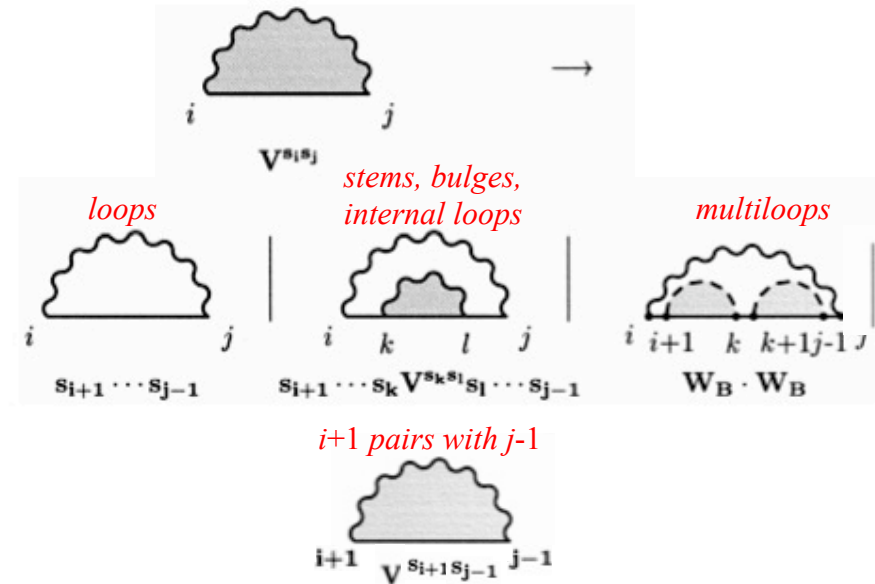 →
i j
V^{s_i s_j}
loops
stems, bulges,
internal loops
multiloops
i j
i k l j
i i+1 k k+1 j-1
s_{i+1} ··· s_{j-1}
s_{i+1} ··· s_k V^{s_k s_l} s_l ··· s_{j-1}
W_B · W_B
i+1 pairs with j-1
i+1 j-1
V^{s_{i+1} s_{j-1}}